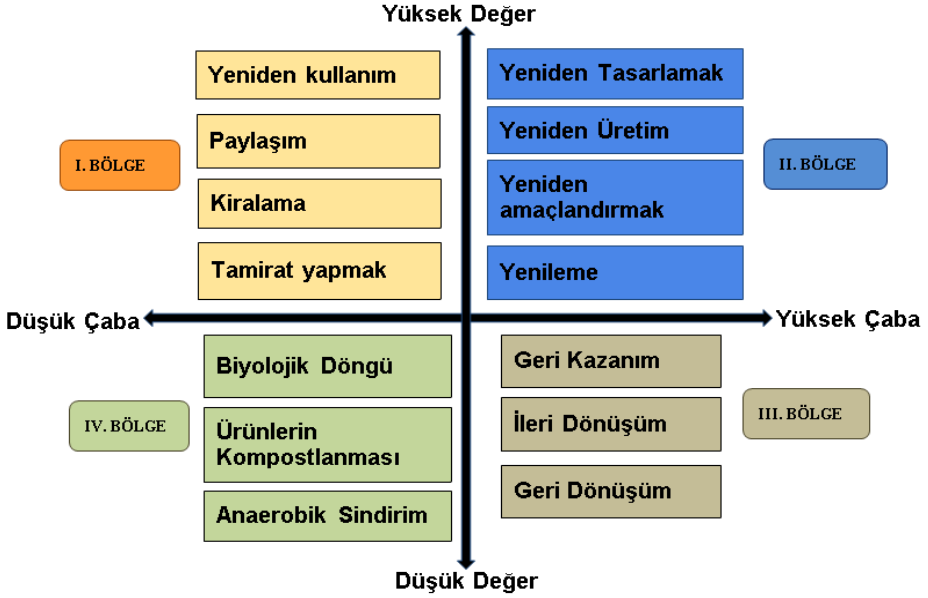 Yüksek Değer
Yeniden kullanım
Paylaşım
Kiralama
Tamirat yapmak
I. BÖLGE
Yeniden Tasarlamak
Yeniden Üretim
Yeniden
amaçlandırmak
Yenileme
II. BÖLGE
Düşük Çaba
Yüksek Çaba
Biyolojik Döngü
Ürünlerin
Kompostlanması
Anaerobik Sindirim
IV. BÖLGE
Geri Kazanım
İleri Dönüşüm
Geri Dönüşüm
III. BÖLGE
Düşük Değer